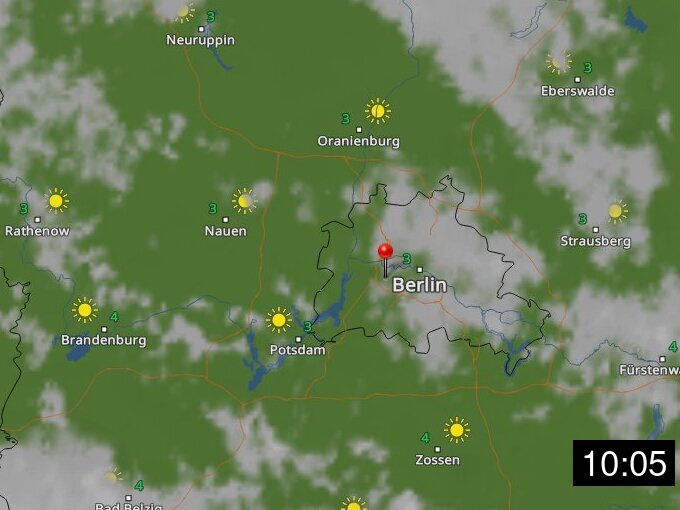 3
Neuruppin
3
Eberswalde
3
Oranienburg
3
Rathenow
3
Nauen
3
Strausberg
3
Berlin
4
Brandenburg
3
Potsdam
4
Fürstenwa
4
Zossen
10:05
4
Bad Belzig